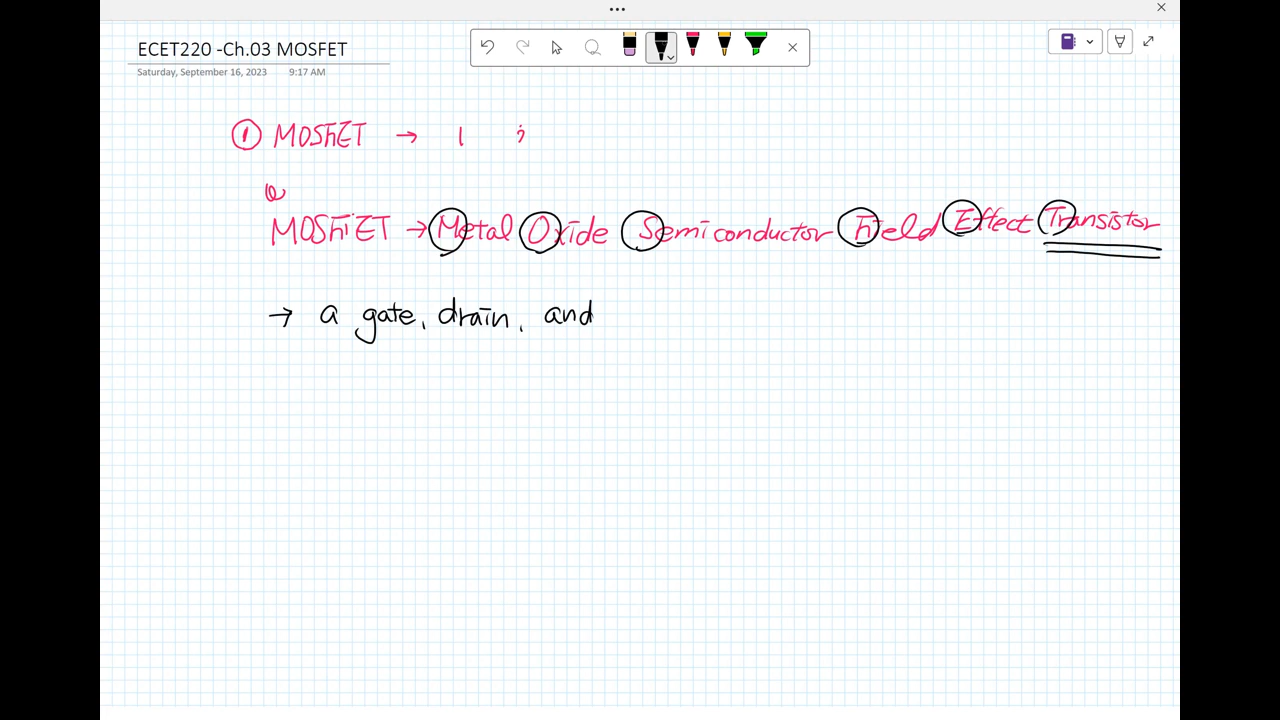 ECET220 -Ch.03 MOSFET
Saturday, September 16, 2023 9:17 AM
① MOSFET → 1 ;
MOSFET → Metal Oxide Semiconductor Field Effect Transistor
→ a gate, drain, and